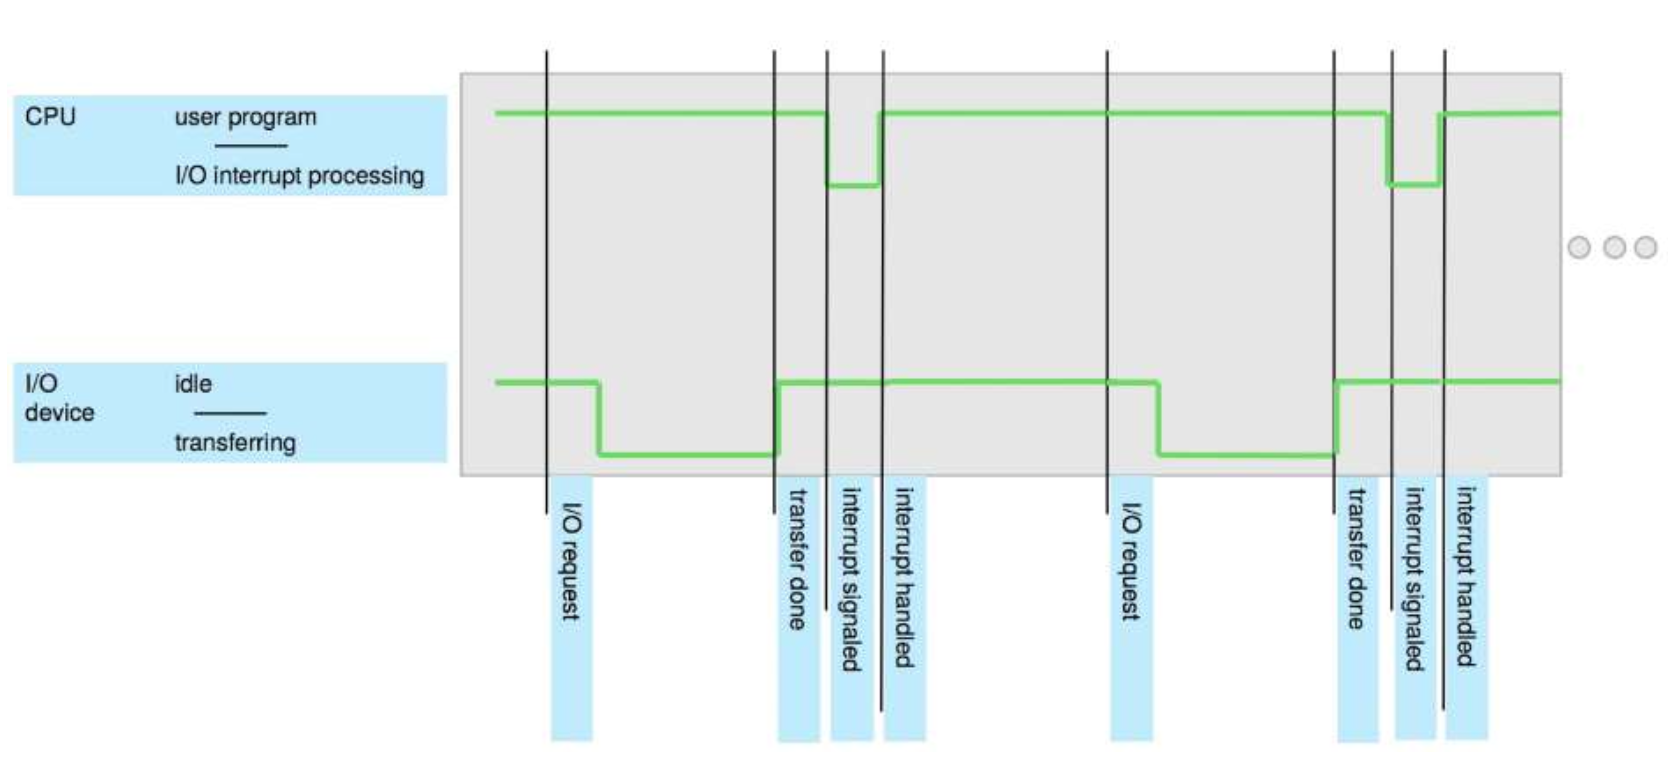 CPU
user program
I/O interrupt processing
I/O
device
idle
transferring
I/O request
transfer done
interrupt signaled
interrupt handled
I/O request
transfer done
interrupt signaled
interrupt handled